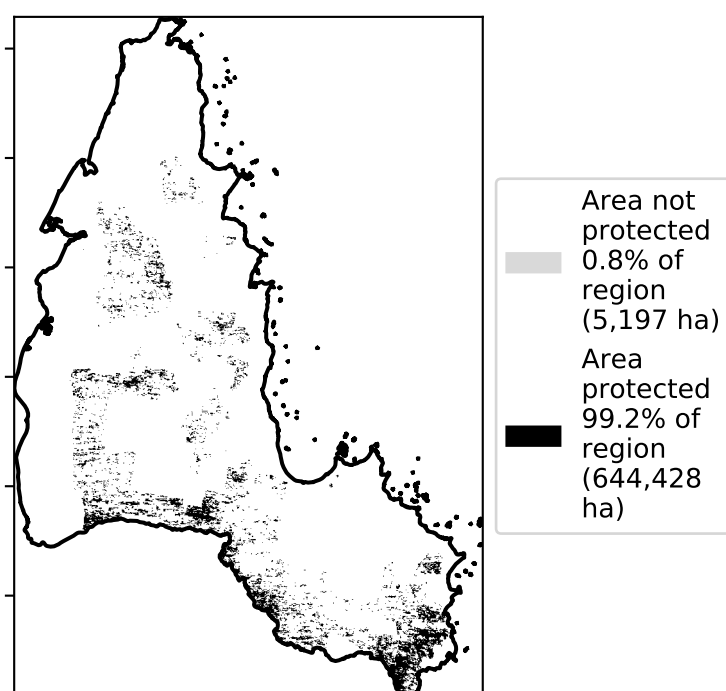 Area not
protected
0.8% of
region
(5,197 ha)
Area
protected
99.2% of
region
(644,428
ha)